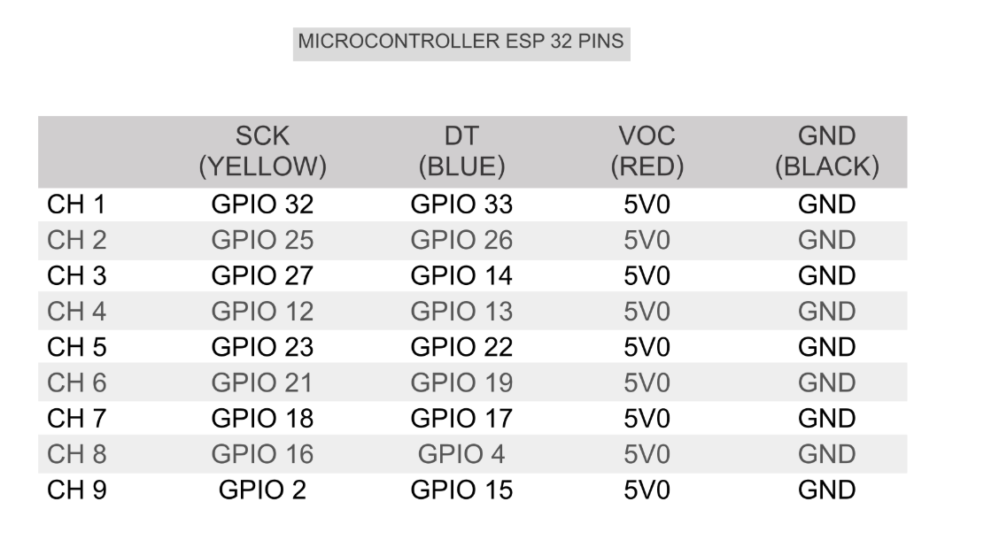 MICROCONTROLLER ESP 32 PINS
SCK DT VOC GND
(YELLOW) (BLUE) (RED) (BLACK)
CH 1 GPIO 32 GPIO 33 5V0 GND
CH 2 GPIO 25 GPIO 26 5V0 GND
CH 3 GPIO 27 GPIO 14 5V0 GND
CH 4 GPIO 12 GPIO 13 5V0 GND
CH 5 GPIO 23 GPIO 22 5V0 GND
CH 6 GPIO 21 GPIO 19 5V0 GND
CH 7 GPIO 18 GPIO 17 5V0 GND
CH 8 GPIO 16 GPIO 4 5V0 GND
CH 9 GPIO 2 GPIO 15 5V0 GND